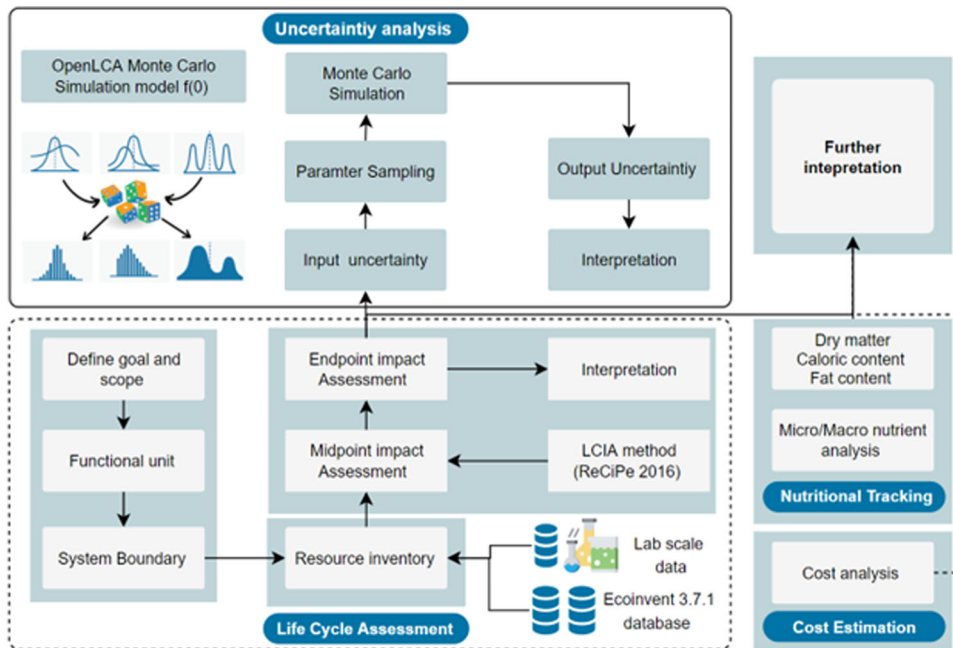 Uncertaintiy analysis
OpenLCA Monte Carlo
Simulation model f(0)
Monte Carlo
Simulation
Paramter Sampling
Input uncertainty
Output Uncertaintiy
Interpretation
Further
intepretation
Define goal and
scope
Functional unit
System Boundary
Endpoint impact
Assessment
Interpretation
Midpoint impact
Assessment
LCIA method
(ReCiPe 2016)
Resource inventory
Lab scale
data
Ecoinvent 3.7.1
database
Life Cycle Assessment
Dry matter
Caloric content
Fat content
Micro/Macro nutrient
analysis
Nutritional Tracking
Cost analysis
Cost Estimation